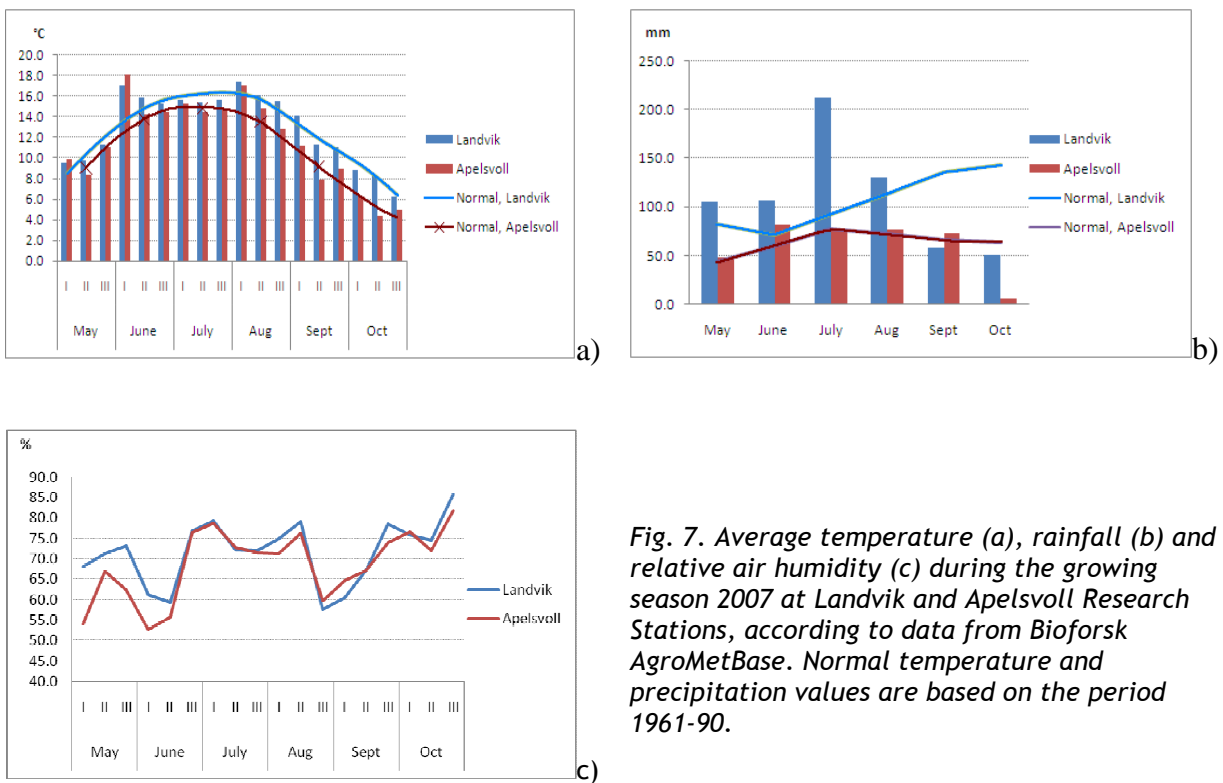 °C
20.0
18.0
16.0
14.0
12.0
10.0
8.0
6.0
4.0
2.0
0.0
I II III I II III I II III I II III I II III I II III
May June July Aug Sept Oct
Landvik
Apelsvoll
Normal, Landvik
Normal, Apelsvoll
a)
mm
250.0
200.0
150.0
100.0
50.0
0.0
May June July Aug Sept Oct
Landvik
Apelsvoll
Normal, Landvik
Normal, Apelsvoll
b)
%
90.0
85.0
80.0
75.0
70.0
65.0
60.0
55.0
50.0
45.0
40.0
I II III I II III I II III I II III I II III I II III
May June July Aug Sept Oct
Landvik
Apelsvoll
c)
Fig. 7. Average temperature (a), rainfall (b) and
relative air humidity (c) during the growing
season 2007 at Landvik and Apelsvoll Research
Stations, according to data from Bioforsk
AgroMetBase. Normal temperature and
precipitation values are based on the period
1961-90.